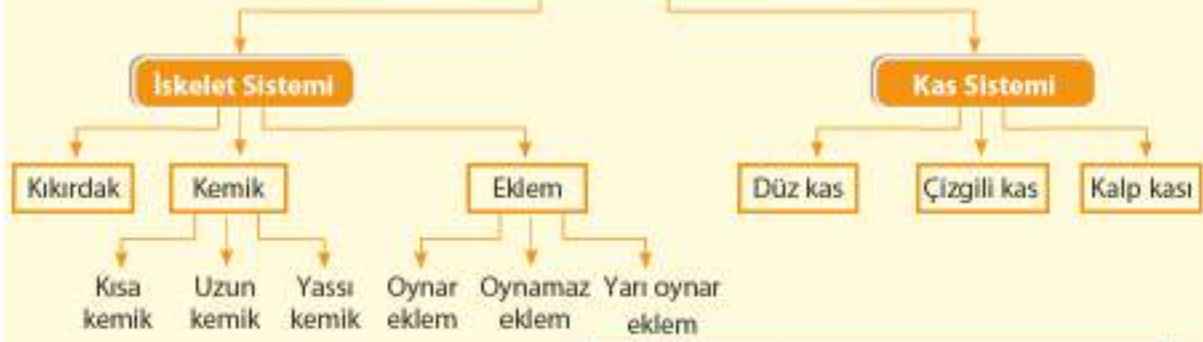 İskelet Sistemi
Kas Sistemi
Kıkırdak
Kemik
Eklem
Düz kas
Çizgili kas
Kalp kası
Kısa
kemik
Uzun
kemik
Yassı
kemik
Oynar
eklem
Oynamaz
eklem
Yarı oynar
eklem